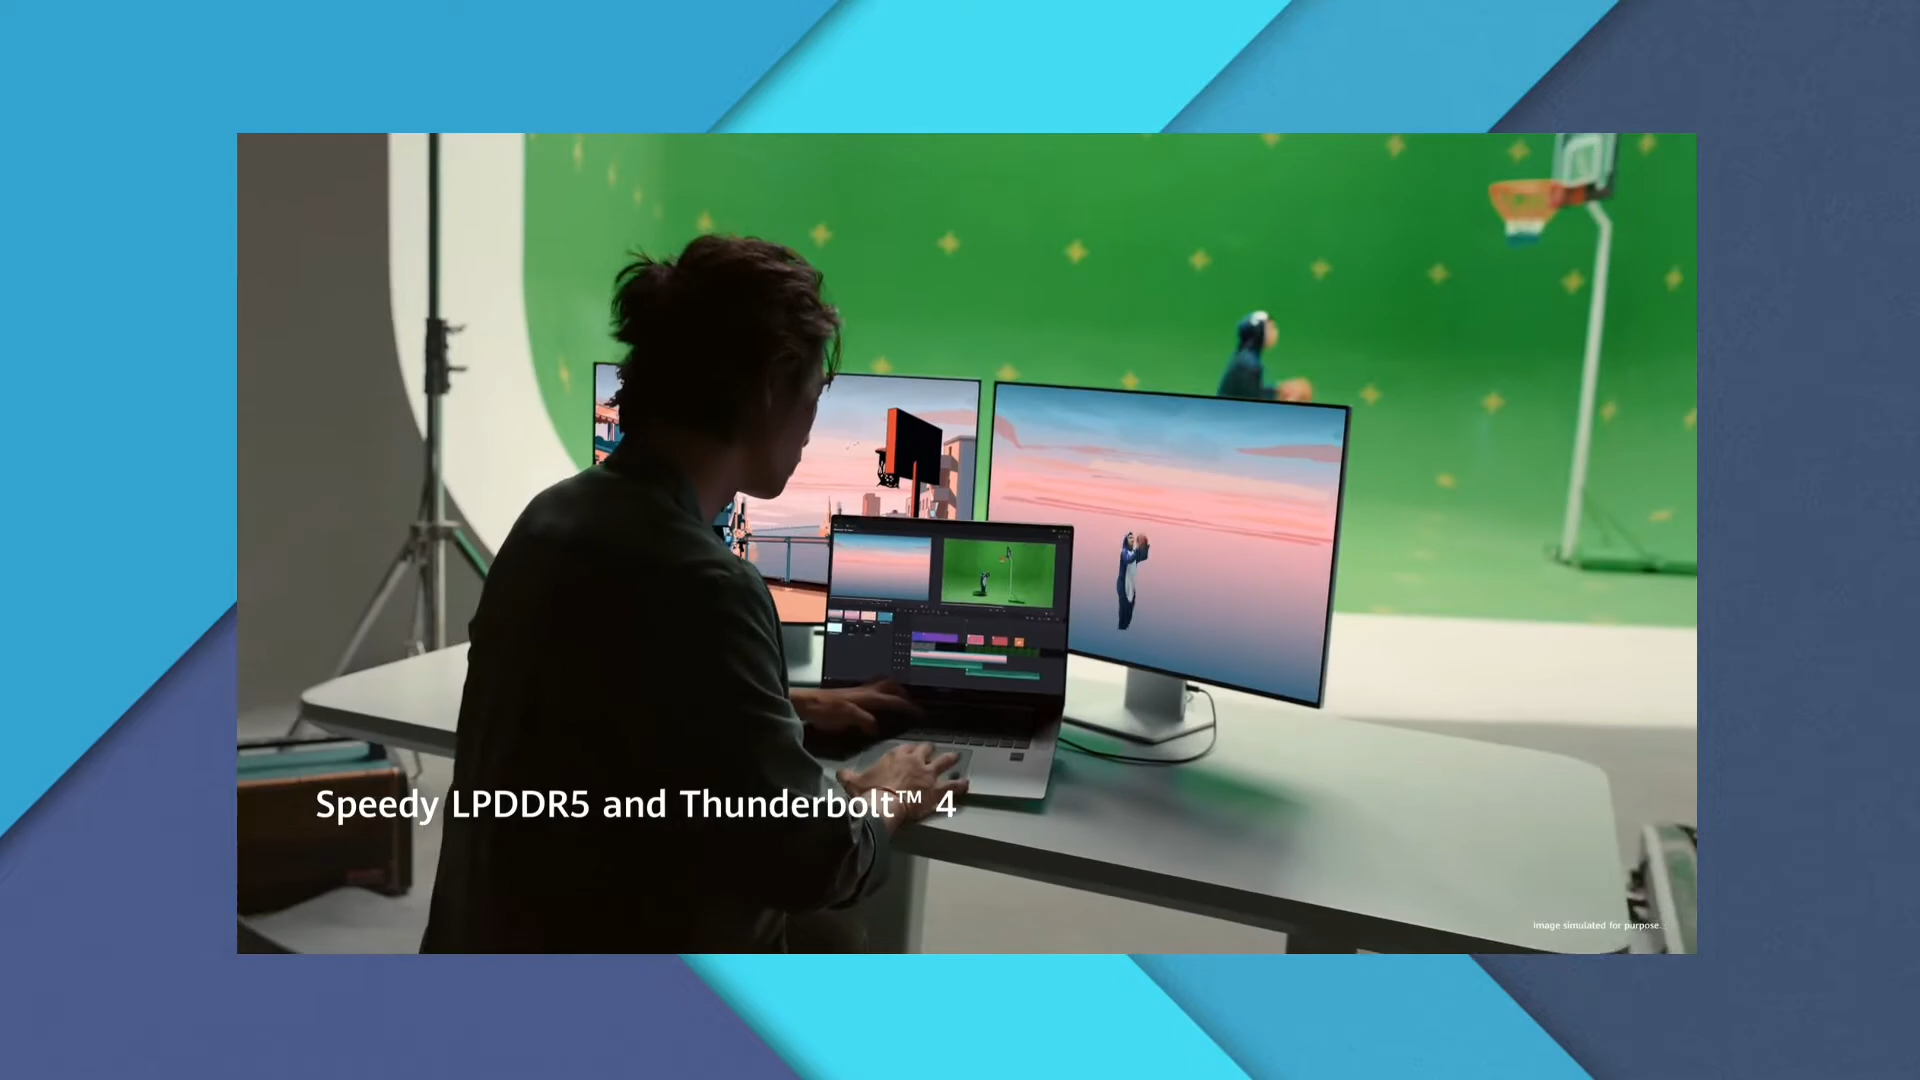 Speedy LPDDR5 and Thunderbolt™ 4
Image simulated for purpose.